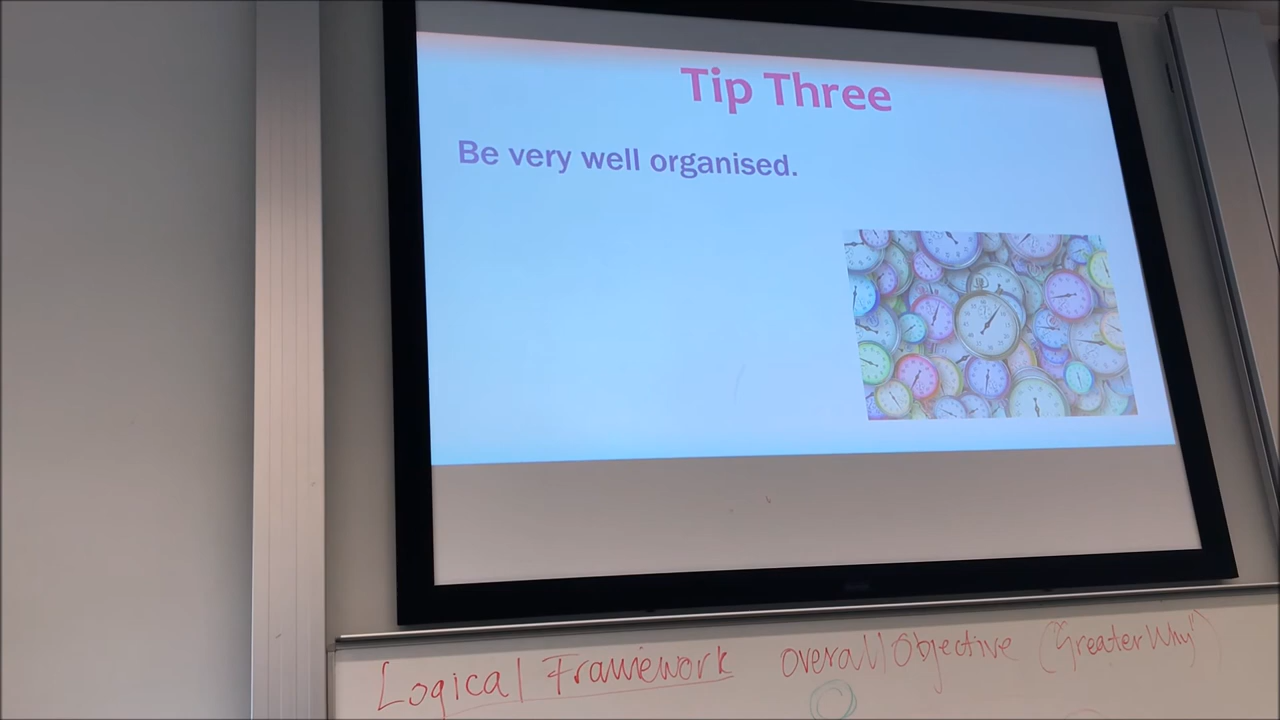 Tip Three
Be very well organised.
Logical Framework overall Objective ("Greater Why")